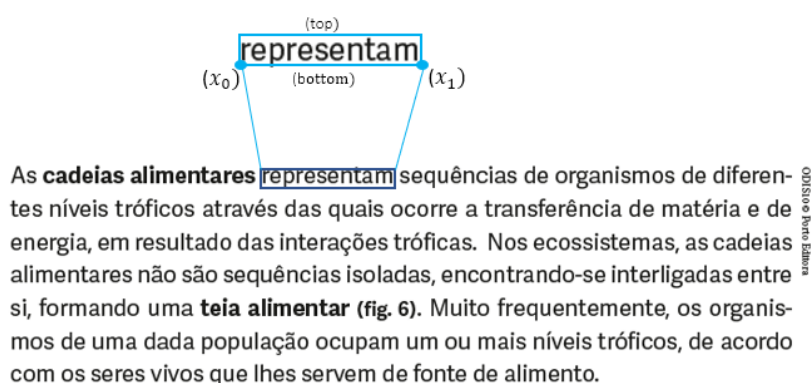 (top)
representam
(x₀) (bottom) (x₁)
As cadeias alimentares representam sequências de organismos de diferen-
tes níveis tróficos através das quais ocorre a transferência de matéria e de
energia, em resultado das interações tróficas. Nos ecossistemas, as cadeias
alimentares não são sequências isoladas, encontrando-se interligadas entre
si, formando uma teia alimentar (fig. 6). Muito frequentemente, os organis-
mos de uma dada população ocupam um ou mais níveis tróficos, de acordo
com os seres vivos que lhes servem de fonte de alimento.
ODIS10 © Porto Editora